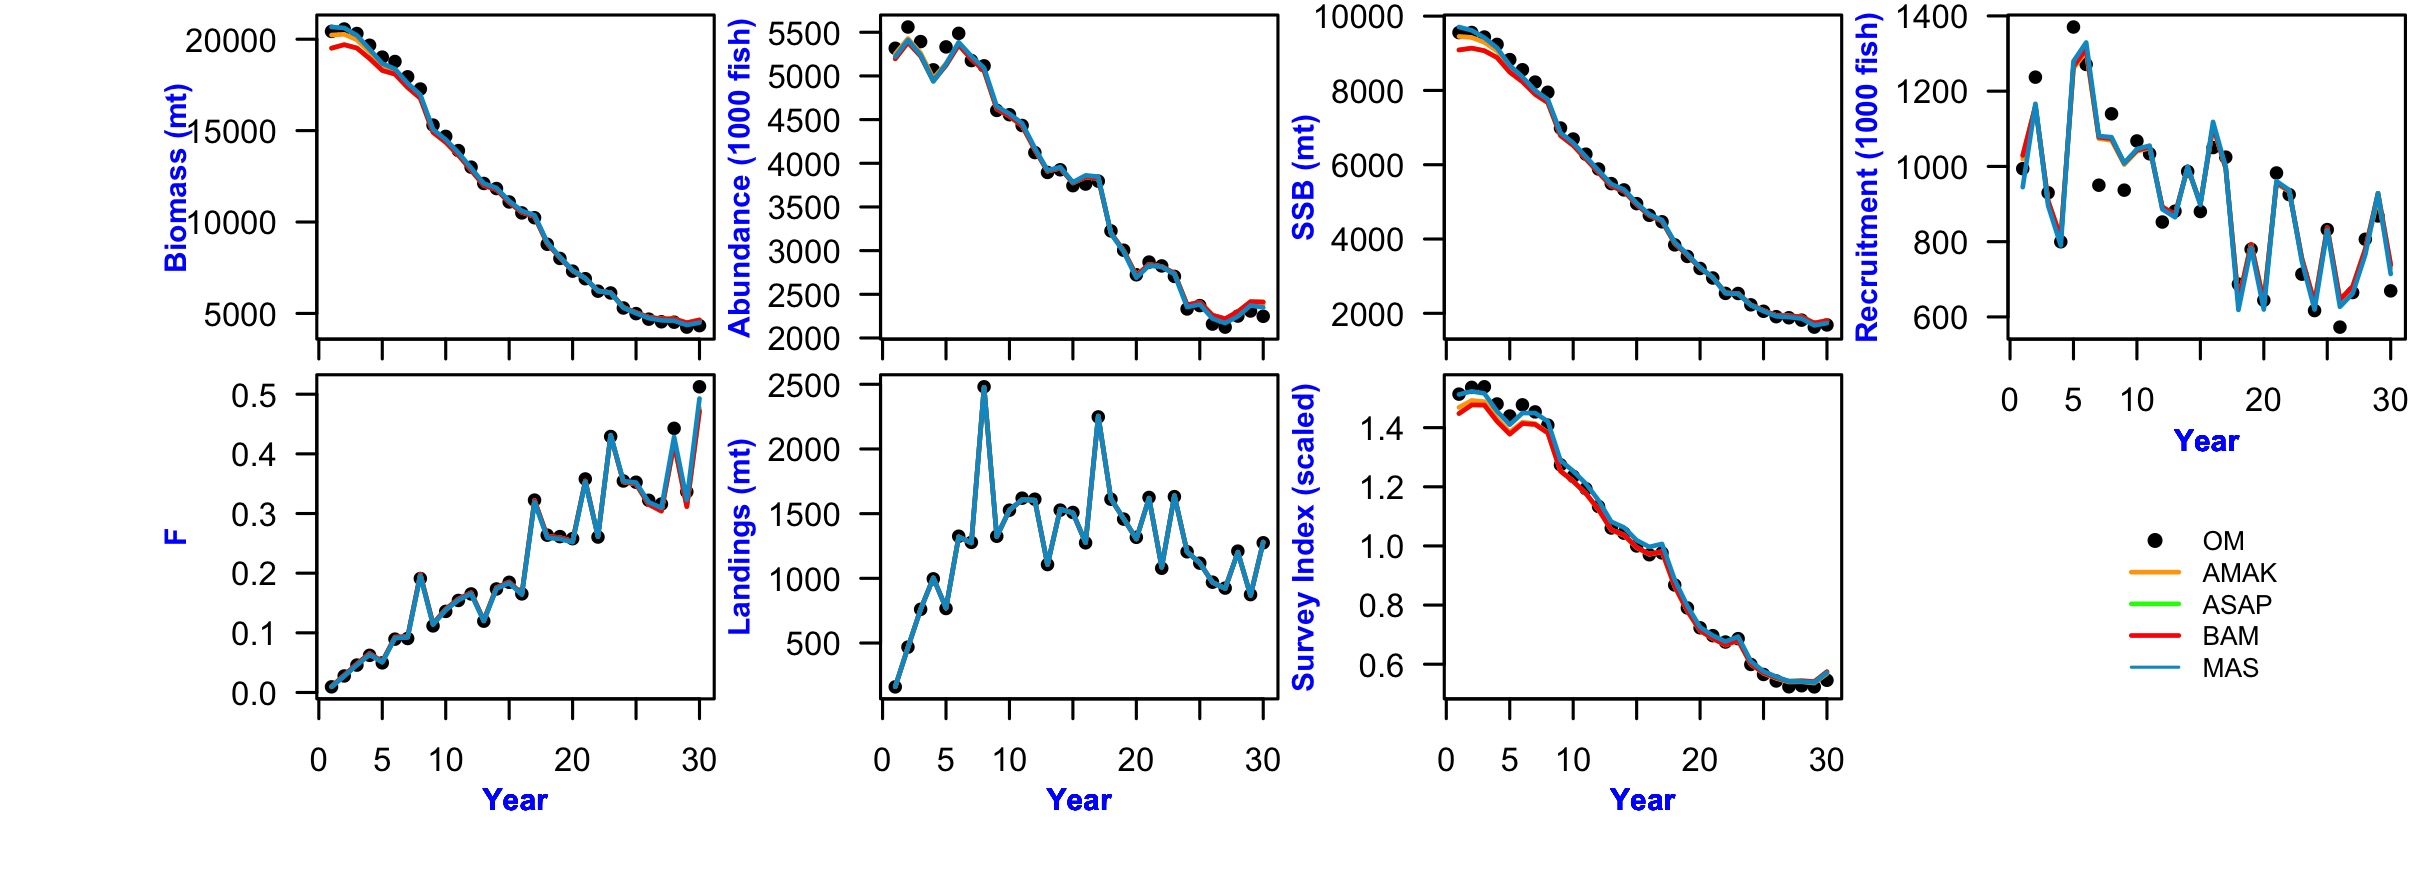 Biomass (mt)
20000
15000
10000
5000
Abundance (1000 fish)
5500
5000
4500
4000
3500
3000
2500
2000
SSB (mt)
10000
8000
6000
4000
2000
Recruitment (1000 fish)
1400
1200
1000
800
600
0 5 10 20 30
Year
F
0.5
0.4
0.3
0.2
0.1
0.0
0 5 10 20 30
Year
Landings (mt)
2500
2000
1500
1000
500
0 5 10 20 30
Year
Survey Index (scaled)
1.4
1.2
1.0
0.8
0.6
0 5 10 20 30
Year
OM
AMAK
ASAP
BAM
MAS